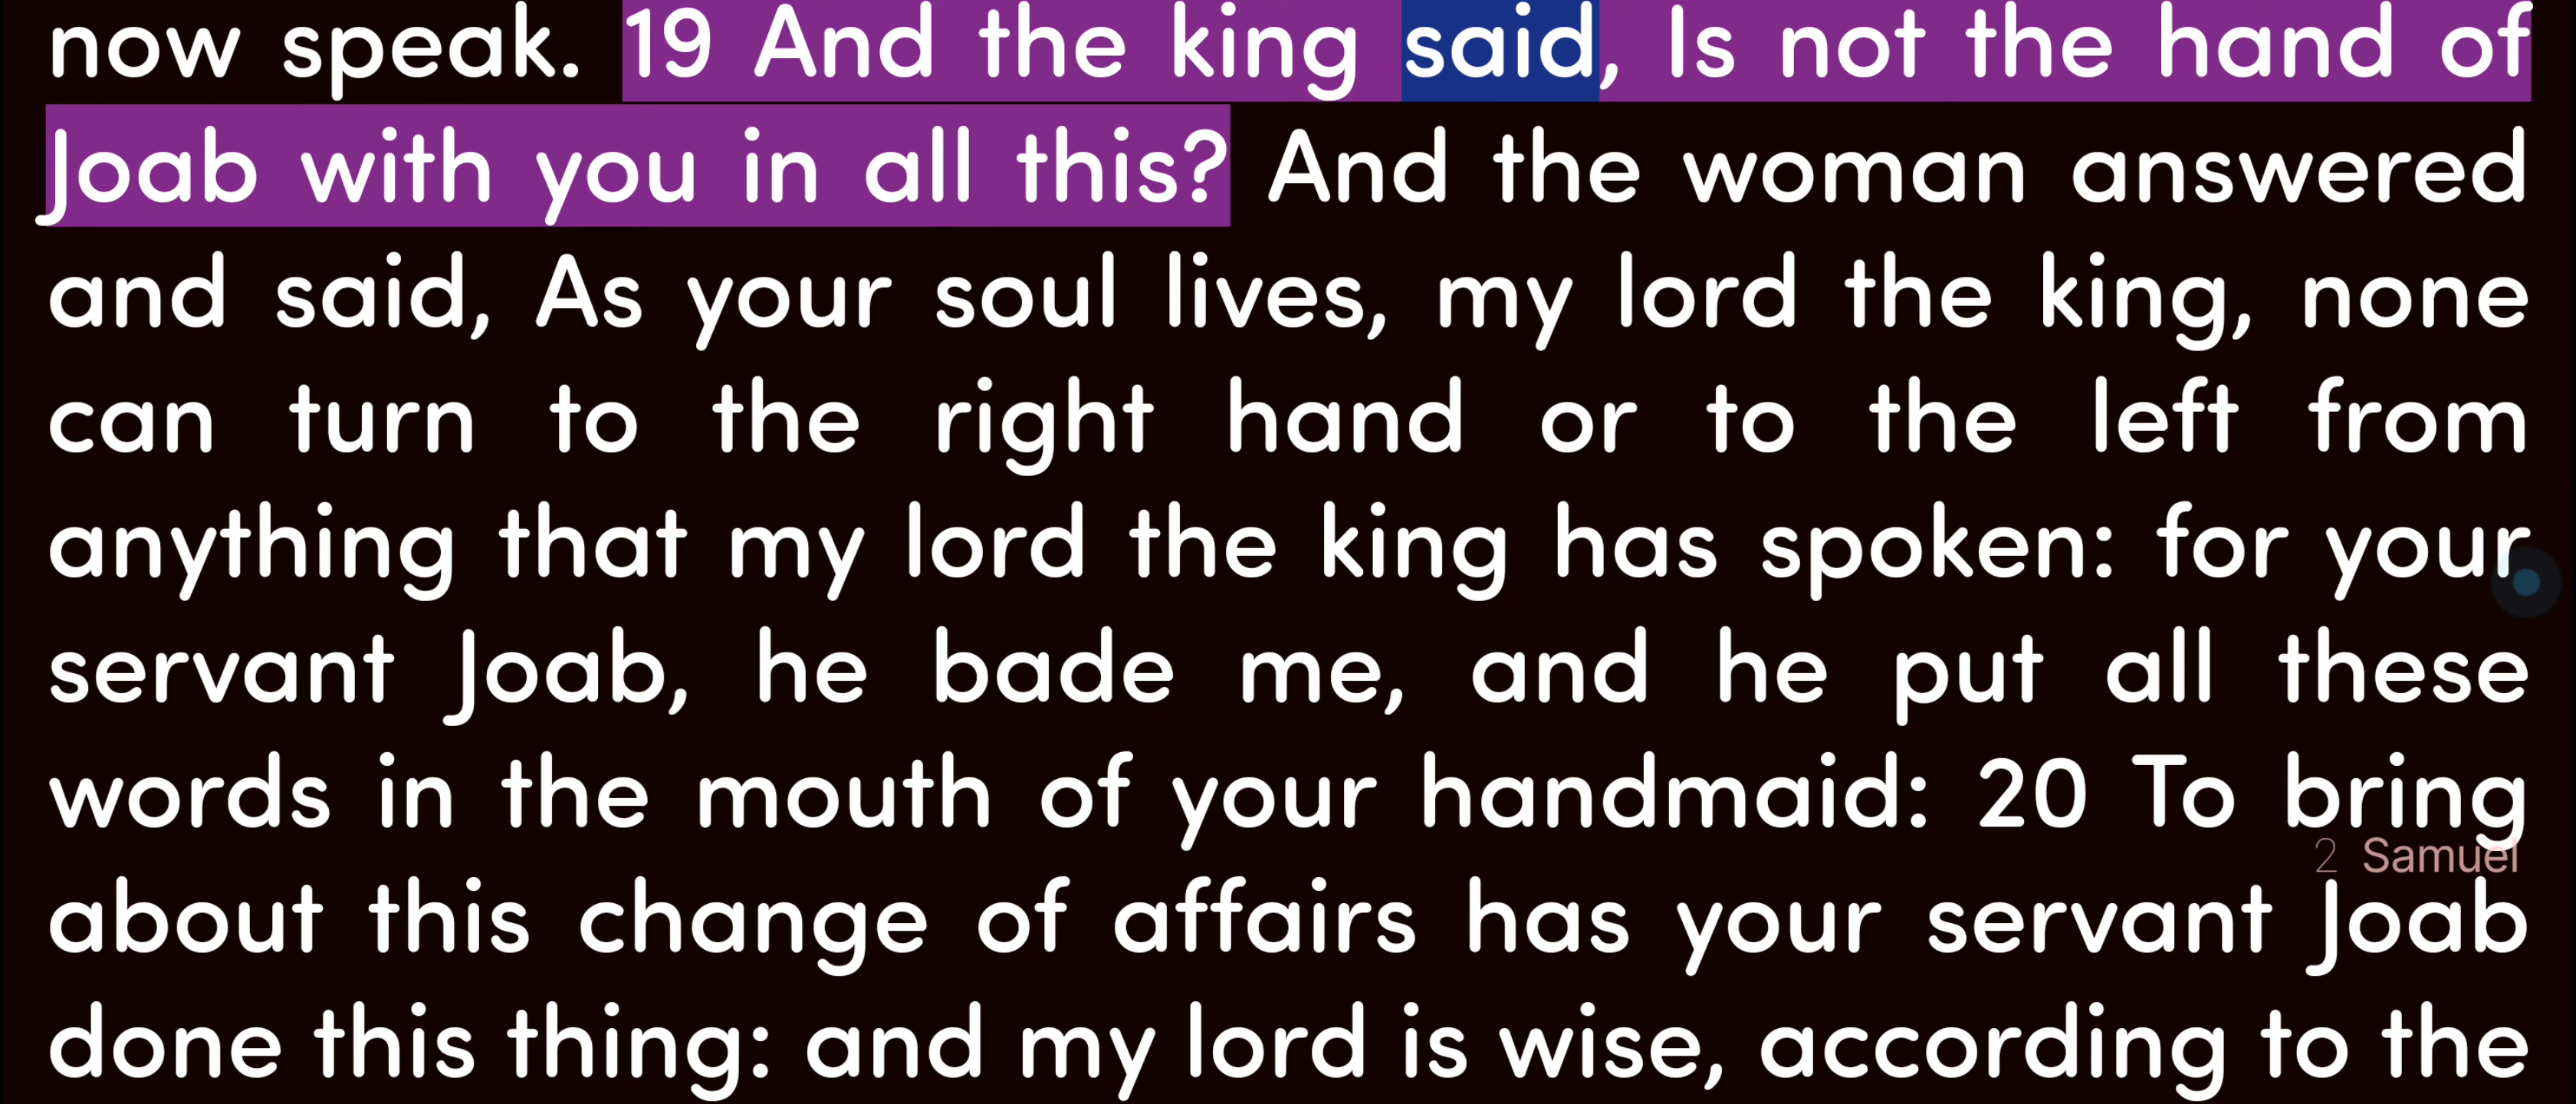 now speak. 19 And the king said, Is not the hand of
Joab with you in all this? And the woman answered
and said, As your soul lives, my lord the king, none
can turn to the right hand or to the left from
anything that my lord the king has spoken: for your
servant Joab, he bade me, and he put all these
words in the mouth of your handmaid: 20 To bring
2 Samuel
about this change of affairs has your servant Joab
done this thing: and my lord is wise, according to the